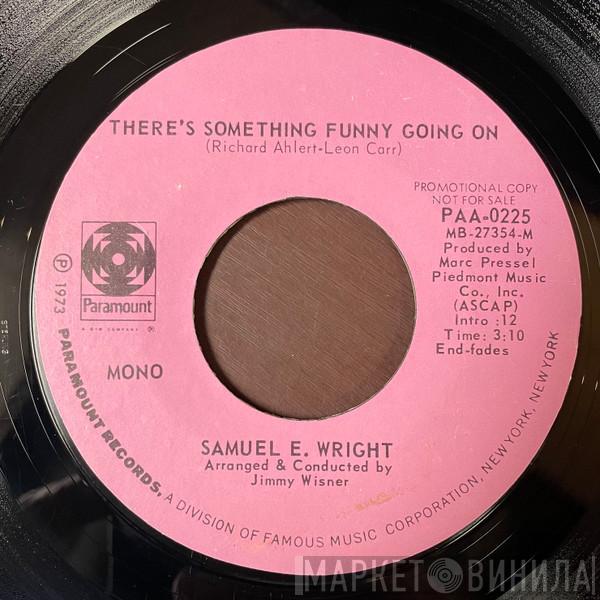 THERE'S SOMETHING FUNNY GOING ON
(Richard Ahlert-Leon Carr)
PROMOTIONAL COPY
NOT FOR SALE
PAA-0225
MB-27354-M
Produced by
Marc Pressel
Piedmont Music
Co., Inc.
(ASCAP)
Intro :12
Time: 3:10
End-fades
Paramount
A G+W COMPANY
MONO
SAMUEL E. WRIGHT
Arranged & Conducted by
Jimmy Wisner
Ⓟ 1973 PARAMOUNT RECORDS, A DIVISION OF FAMOUS MUSIC CORPORATION, NEW YORK, NEW YORK
МАРКЕТ ВИНИЛА